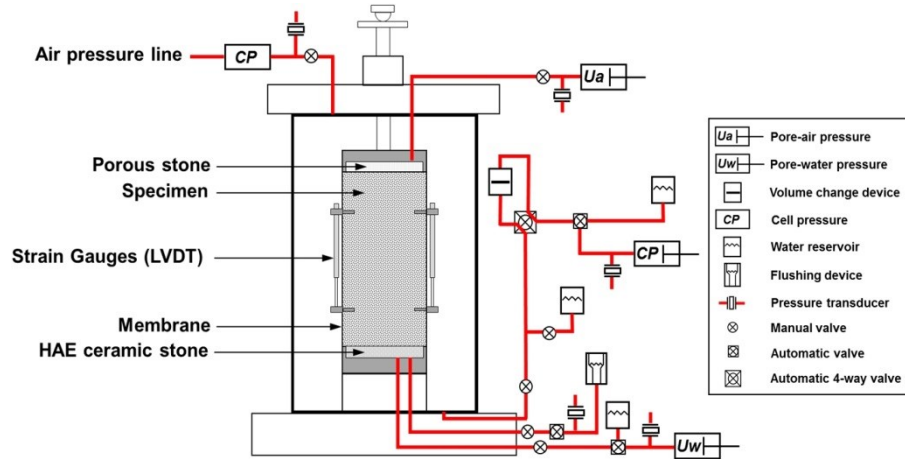 Air pressure line
CP
Ua
Porous stone
Specimen
Strain Gauges (LVDT)
Membrane
HAE ceramic stone
CP
Uw
Ua
Pore-air pressure
Uw
Pore-water pressure
Volume change device
CP
Cell pressure
Water reservoir
Flushing device
Pressure transducer
Manual valve
Automatic valve
Automatic 4-way valve